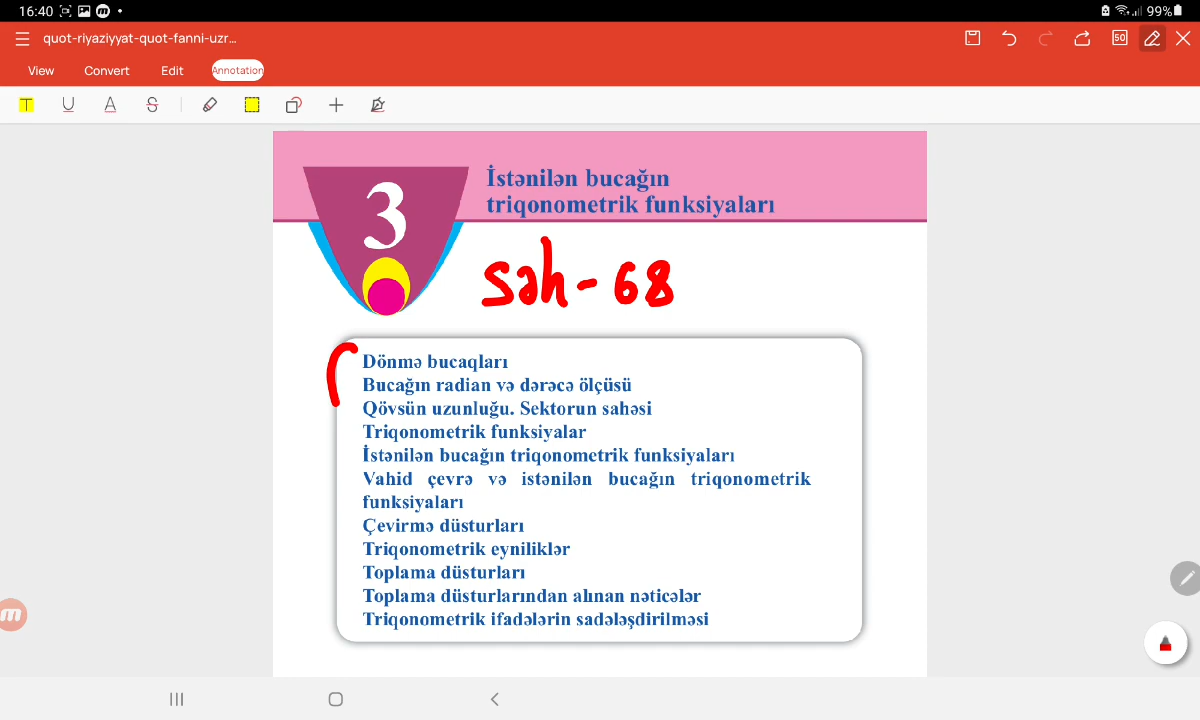 16:40
99%
quot-riyaziyyat-quot-fanni-uzr...
50
View Convert Edit Annotation
T U A S
3
İstənilən bucağın
triqonometrik funksiyaları
səh - 68
Dönmə bucaqları
Bucağın radian və dərəcə ölçüsü
Qövsün uzunluğu. Sektorun sahəsi
Triqonometrik funksiyalar
İstənilən bucağın triqonometrik funksiyaları
Vahid çevrə və istənilən bucağın triqonometrik
funksiyaları
Çevirmə düsturları
Triqonometrik eyniliklər
Toplama düsturları
Toplama düsturlarından alınan nəticələr
Triqonometrik ifadələrin sadələşdirilməsi